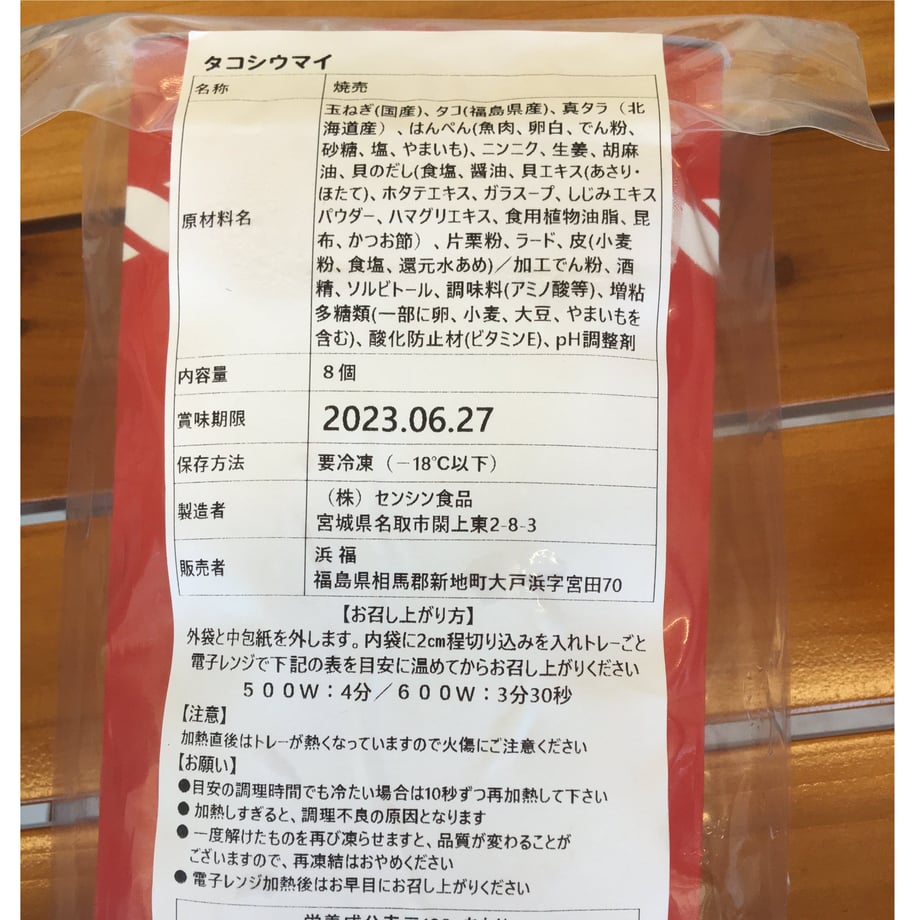 タコシウマイ
名称
焼売
原材料名
玉ねぎ(国産)、タコ(福島県産)、真タラ（北
海道産）、はんぺん(魚肉、卵白、でん粉、
砂糖、塩、やまいも)、ニンニク、生姜、胡麻
油、貝のだし(食塩、醤油、貝エキス(あさり・
ほたて)、ホタテエキス、ガラスープ、しじみエキス
パウダー、ハマグリエキス、食用植物油脂、昆
布、かつお節）、片栗粉、ラード、皮(小麦
粉、食塩、還元水あめ)／加工でん粉、酒
精、ソルビトール、調味料(アミノ酸等)、増粘
多糖類(一部に卵、小麦、大豆、やまいもを
含む)、酸化防止材(ビタミンE)、pH調整剤
内容量
８個
賞味期限
2023.06.27
保存方法
要冷凍（－18℃以下）
製造者
（株）センシン食品
宮城県名取市閖上東2-8-3
販売者
浜福
福島県相馬郡新地町大戸浜字宮田70
【お召し上がり方】
外袋と中包紙を外します。内袋に2㎝程切り込みを入れトレーごと
電子レンジで下記の表を目安に温めてからお召し上がりください
５００Ｗ：4分／６００Ｗ：3分30秒
【注意】
加熱直後はトレーが熱くなっていますので火傷にご注意ください
【お願い】
●目安の調理時間でも冷たい場合は10秒ずつ再加熱して下さい
●加熱しすぎると、調理不良の原因となります
●一度解けたものを再び凍らせますと、品質が変わることが
ございますので、再凍結はおやめください
●電子レンジ加熱後はお早目にお召し上がりください